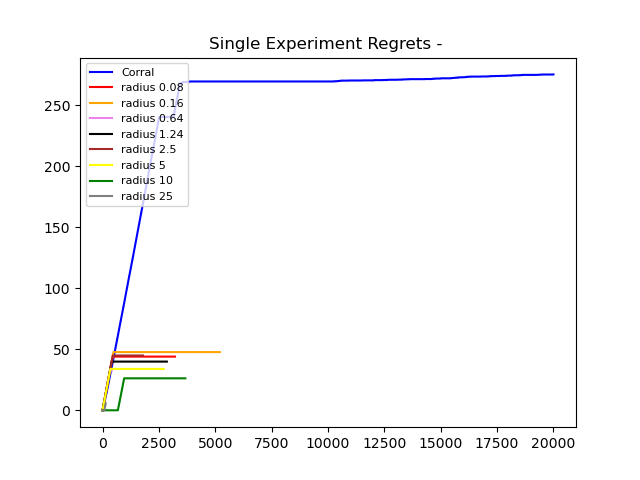 Single Experiment Regrets -
Corral
radius 0.08
radius 0.16
radius 0.64
radius 1.24
radius 2.5
radius 5
radius 10
radius 25
250
200
150
100
50
0
0 2500 5000 7500 10000 12500 15000 17500 20000